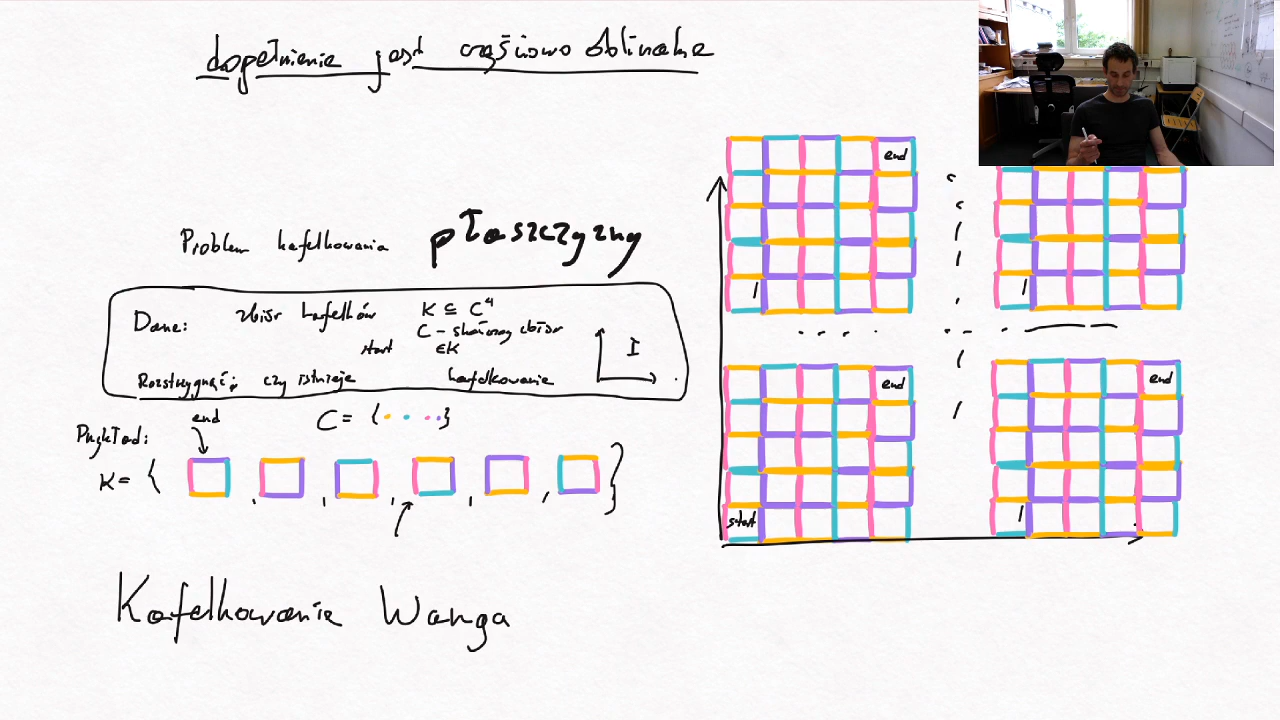 dopełnienie jest częściowo obliczalne
Problem kafelkowania płaszczyzny
Dane: zbiór kafelków K ⊆ C⁴
C - skończony zbiór
start ∈ K
I
Rozstrzygnąć: czy istnieje kafelkowanie
end
C = { }
Przykład:
K = { , , , , , }
Kafelkowanie Wanga
end
end
end
start